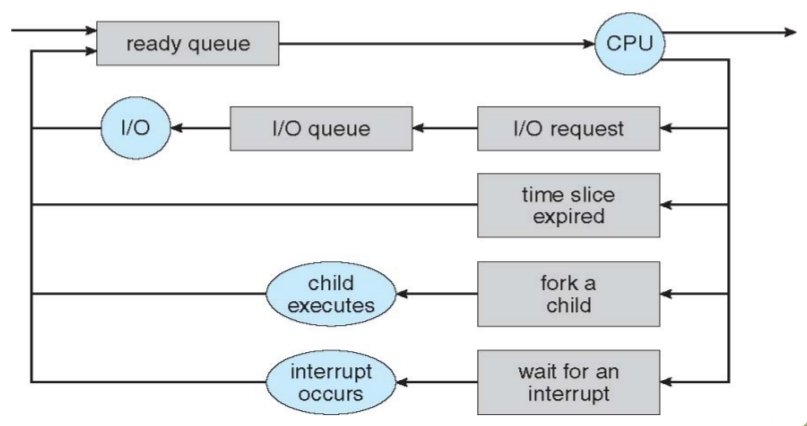 ready queue
CPU
I/O
I/O queue
I/O request
time slice
expired
child
executes
fork a
child
interrupt
occurs
wait for an
interrupt